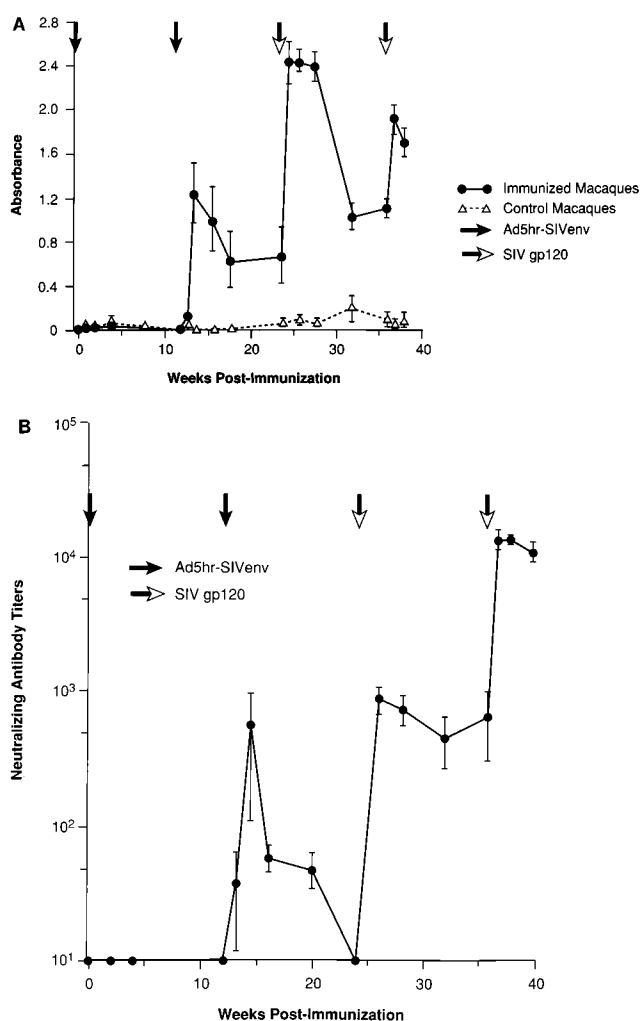 A
2.8
2.4
2.0
1.6
1.2
0.8
0.4
0
Absorbance
0 10 20 30 40
Weeks Post-Immunization
Immunized Macaques
Control Macaques
Ad5hr-SIVenv
SIV gp120
B
10⁵
10⁴
10³
10²
10¹
Neutralizing Antibody Titers
Ad5hr-SIVenv
SIV gp120
0 10 20 30 40
Weeks Post-Immunization